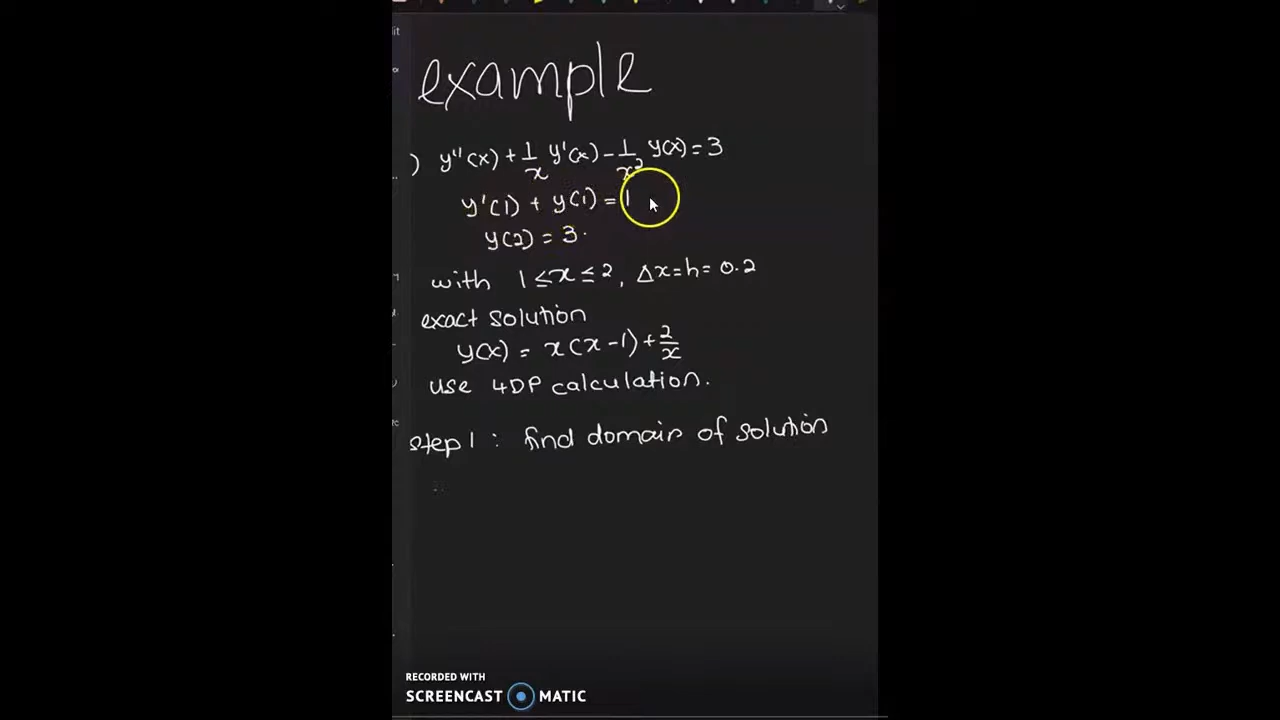 example
) y''(x) + 1/x y'(x) - 1/x² y(x) = 3
y'(1) + y(1) = 1
y(2) = 3.
with 1 ≤ x ≤ 2, Δx = h = 0.2
exact solution
y(x) = x(x-1) + 2/x
use 4DP calculation.
step 1 : find domain of solution
RECORDED WITH
SCREENCAST MATIC